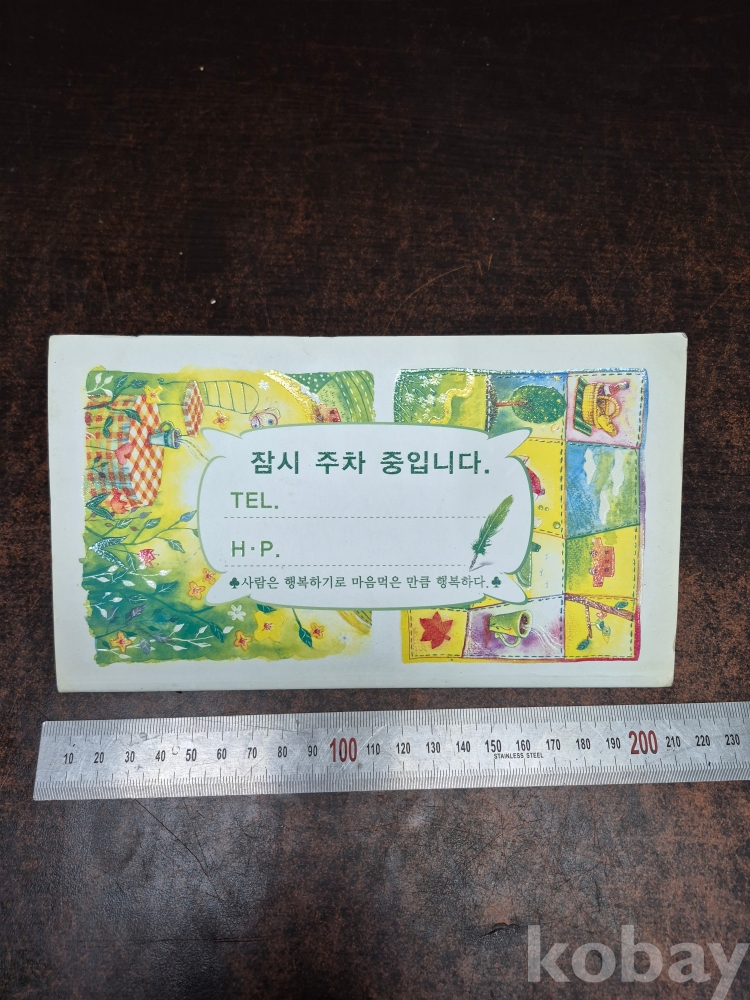 잠시 주차 중입니다.
TEL.
H·P.
♣사람은 행복하기로 마음먹은 만큼 행복하다.♣
10 20 30 40 50 60 70 80 90 100 110 120 130 140 150 160 170 180 190 200 210 220 230
STAINLESS STEEL
kobay